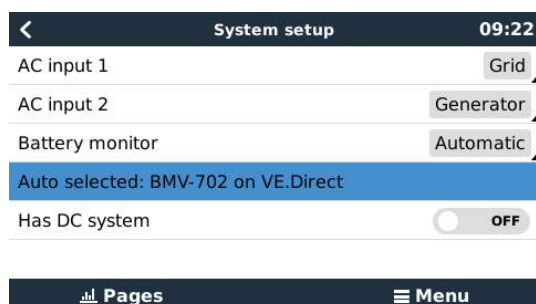 System setup 09:22
AC input 1 Grid
AC input 2 Generator
Battery monitor Automatic
Auto selected: BMV-702 on VE.Direct
Has DC system OFF
Pages Menu